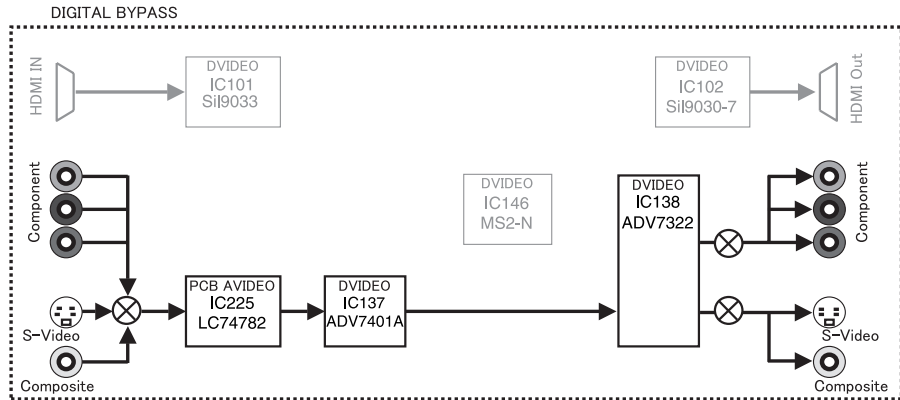 DIGITAL BYPASS
HDMI IN
DVIDEO
IC101
SiI9033
DVIDEO
IC102
SiI9030-7
HDMI Out
Component
DVIDEO
IC146
MS2-N
DVIDEO
IC138
ADV7322
Component
PCB AVIDEO
IC225
LC74782
DVIDEO
IC137
ADV7401A
S-Video
Composite
S-Video
Composite